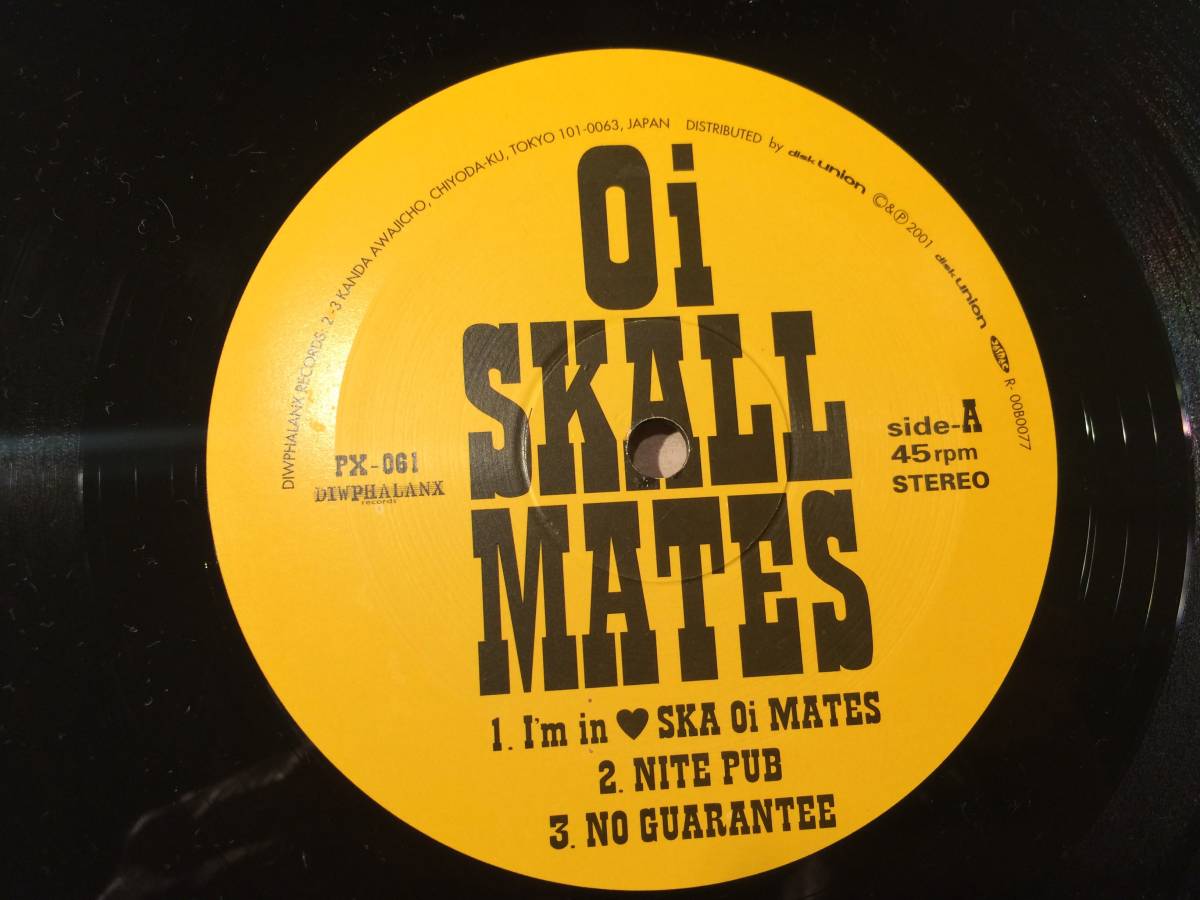 DIWPHALANX RECORDS: 2-3 KANDA AWAJICHO, CHIYODA-KU, TOKYO 101-0063, JAPAN DISTRIBUTED by disk union ©&℗2001 disk union JASRAC R-00B0077
Oi
SKALL
MATES
PX-061
DIWPHALANX
records
side-A
45rpm
STEREO
1. I'm in ♥ SKA Oi MATES
2. NITE PUB
3. NO GUARANTEE